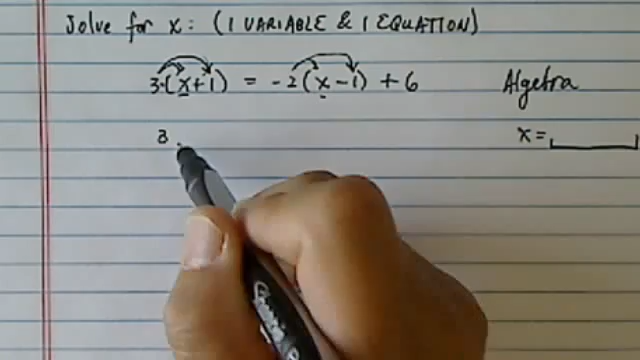 Solve for x: (1 VARIABLE & 1 EQUATION)
3·(x+1) = -2(x-1) +6 Algebra
3 · x=